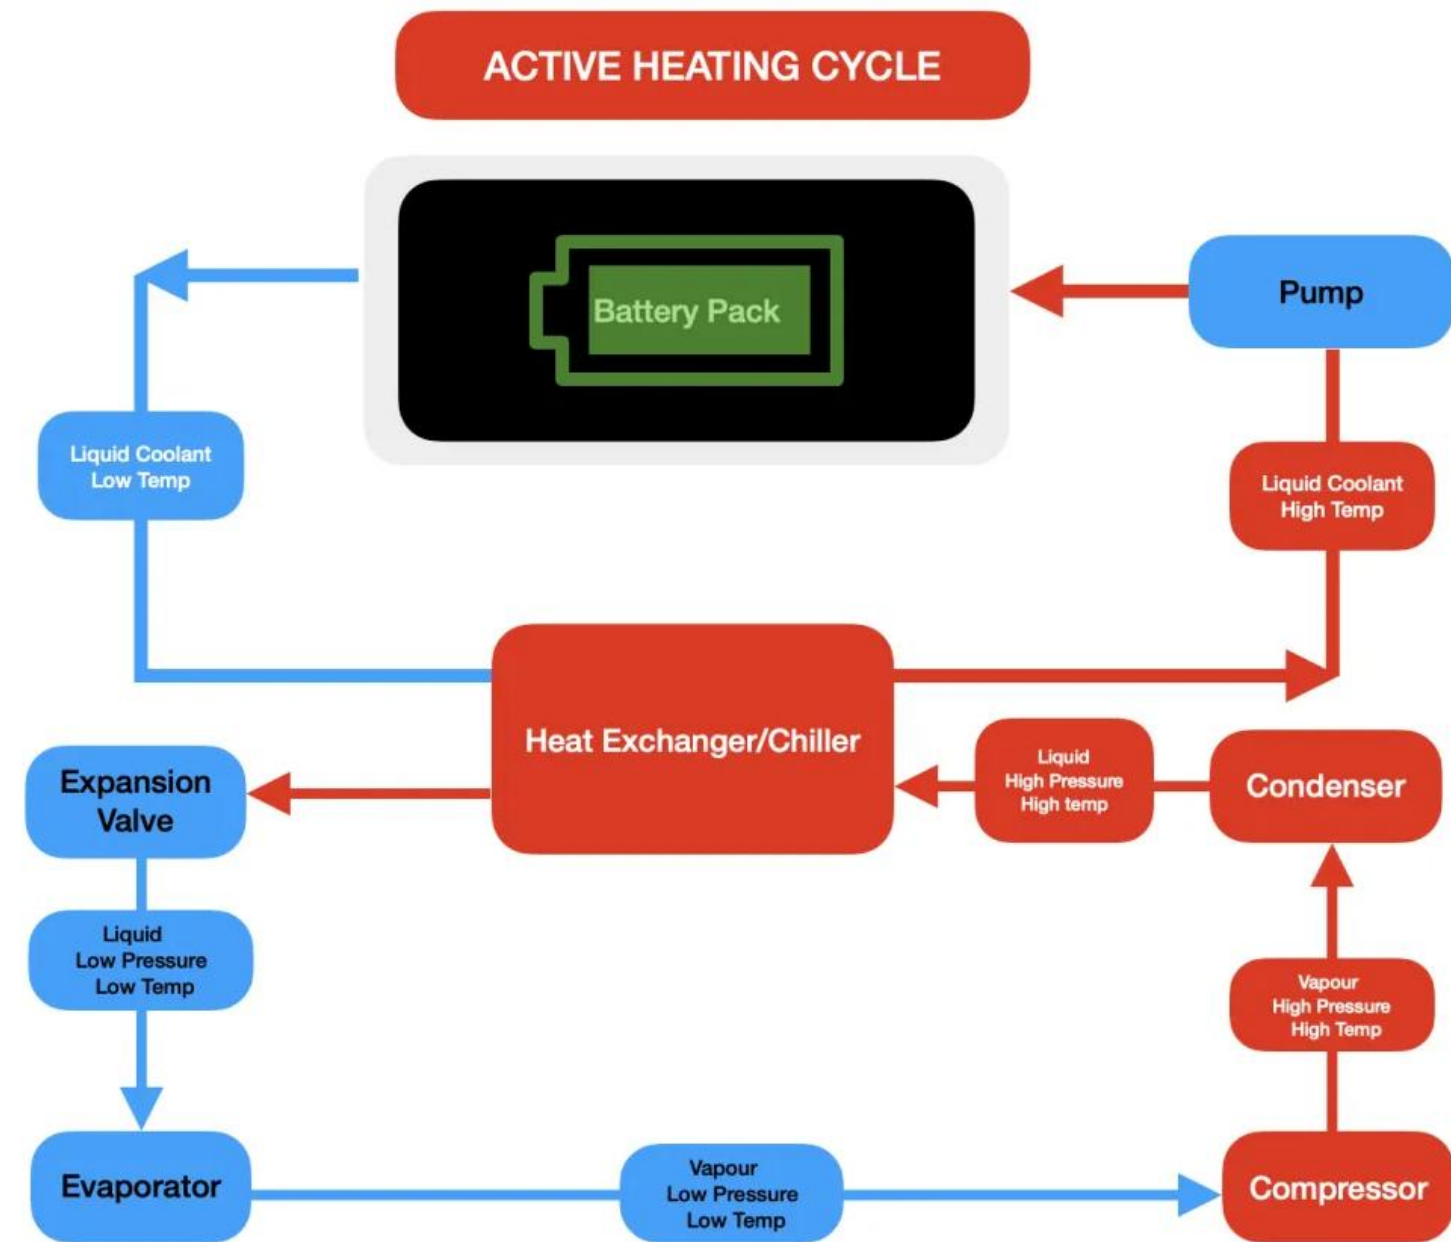 ACTIVE HEATING CYCLE
Battery Pack
Pump
Liquid Coolant
Low Temp
Liquid Coolant
High Temp
Heat Exchanger/Chiller
Liquid
High Pressure
High temp
Condenser
Expansion
Valve
Liquid
Low Pressure
Low Temp
Vapour
High Pressure
High Temp
Evaporator
Vapour
Low Pressure
Low Temp
Compressor